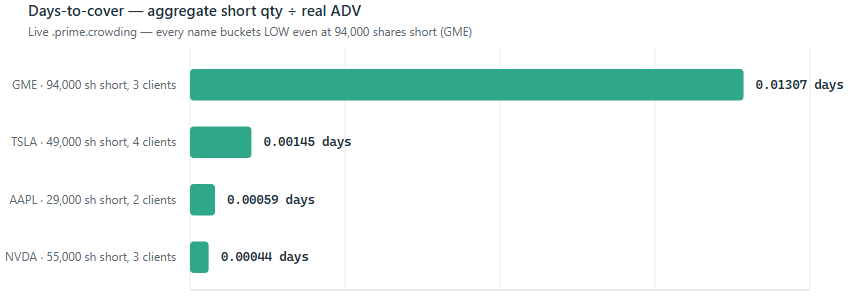 Days-to-cover — aggregate short qty ÷ real ADV
Live .prime.crowding — every name buckets LOW even at 94,000 shares short (GME)
GME · 94,000 sh short, 3 clients
0.01307 days
TSLA · 49,000 sh short, 4 clients
0.00145 days
AAPL · 29,000 sh short, 2 clients
0.00059 days
NVDA · 55,000 sh short, 3 clients
0.00044 days